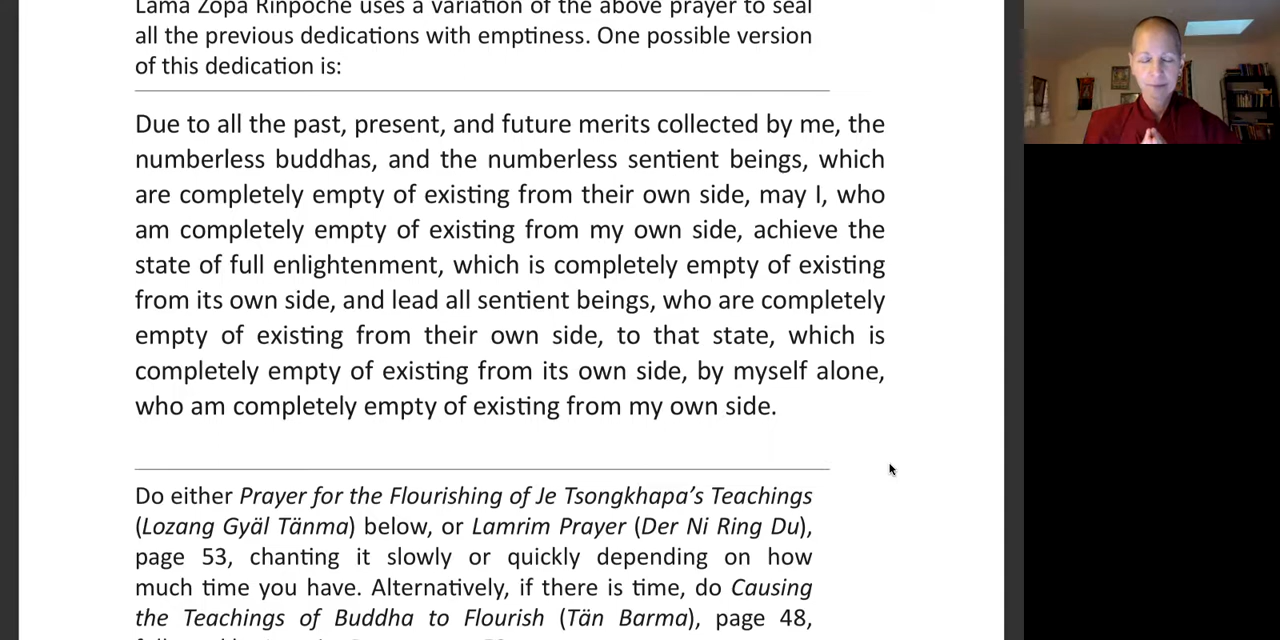 Lama Zopa Rinpoche uses a variation of the above prayer to seal
all the previous dedications with emptiness. One possible version
of this dedication is:
Due to all the past, present, and future merits collected by me, the
numberless buddhas, and the numberless sentient beings, which
are completely empty of existing from their own side, may I, who
am completely empty of existing from my own side, achieve the
state of full enlightenment, which is completely empty of existing
from its own side, and lead all sentient beings, who are completely
empty of existing from their own side, to that state, which is
completely empty of existing from its own side, by myself alone,
who am completely empty of existing from my own side.
Do either Prayer for the Flourishing of Je Tsongkhapa’s Teachings
(Lozang Gyäl Tänma) below, or Lamrim Prayer (Der Ni Ring Du),
page 53, chanting it slowly or quickly depending on how
much time you have. Alternatively, if there is time, do Causing
the Teachings of Buddha to Flourish (Tän Barma), page 48,